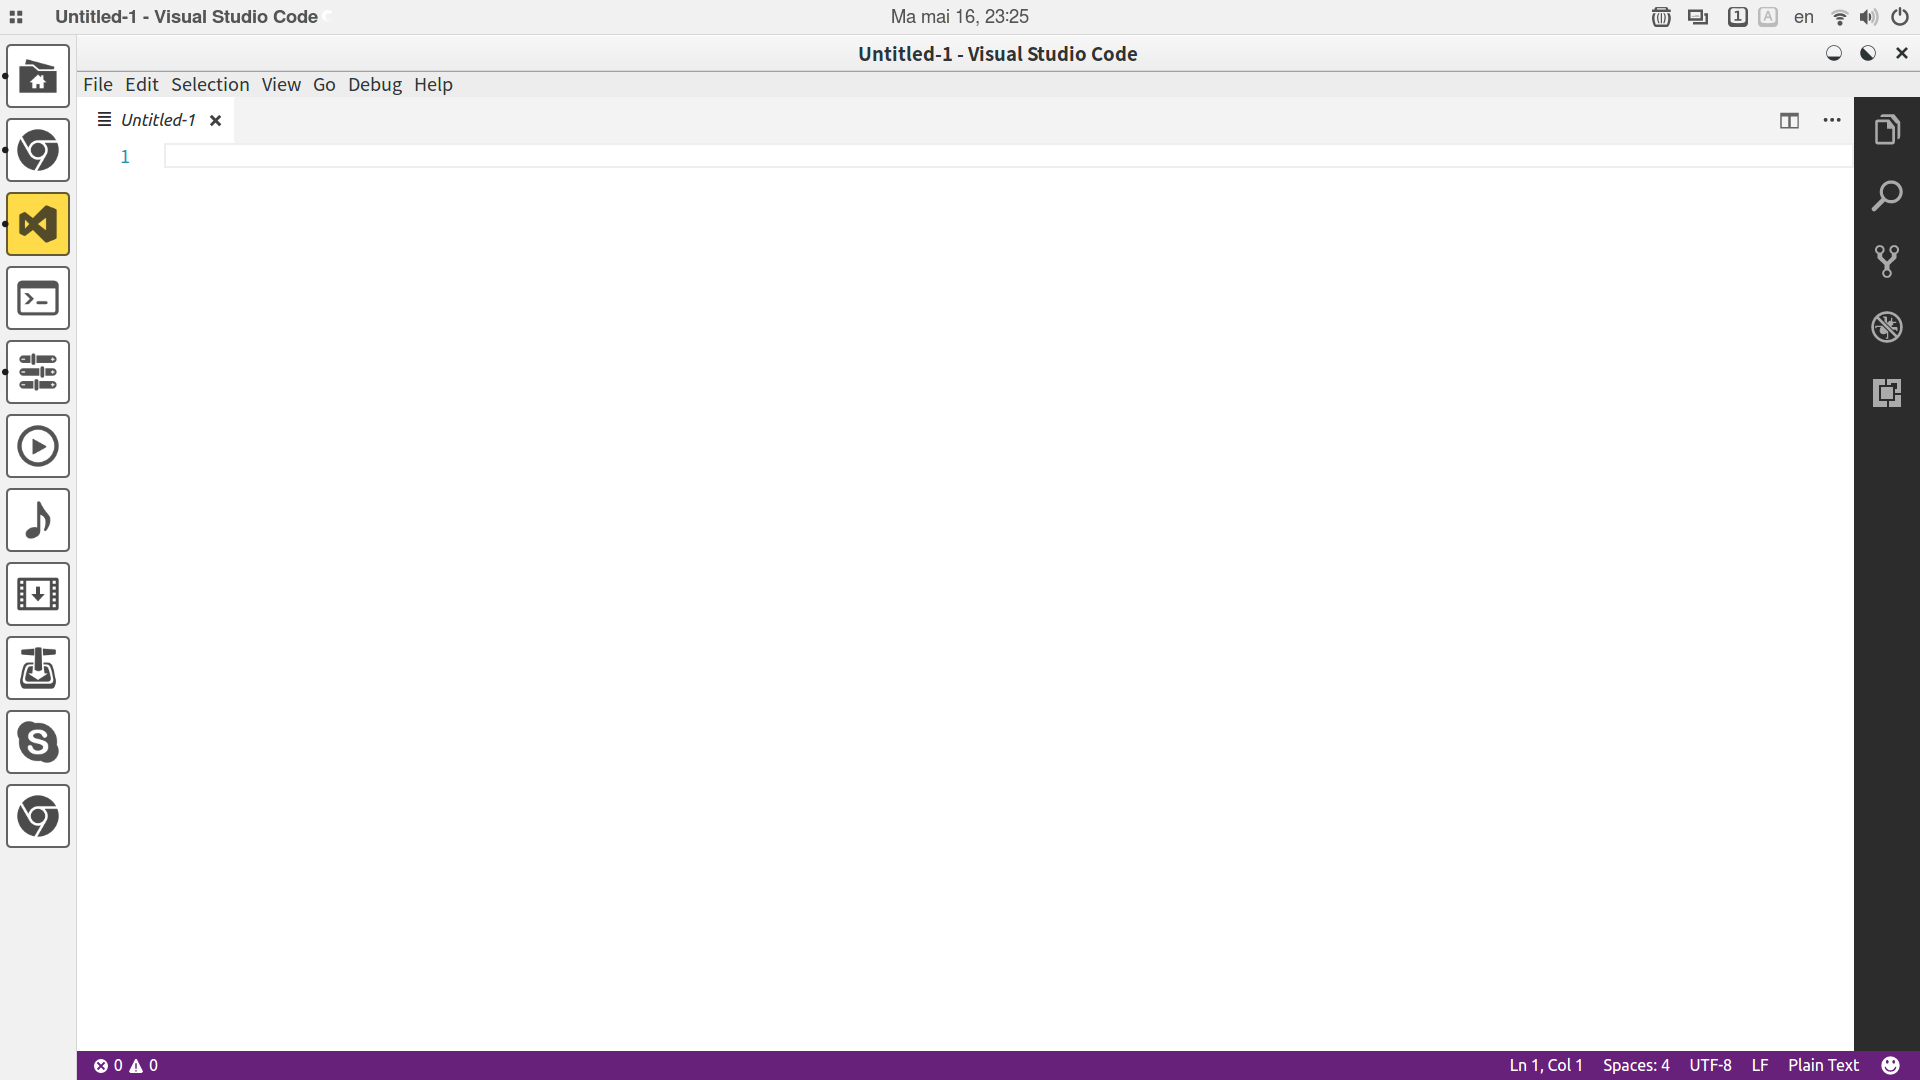 Untitled-1 - Visual Studio Code
Ma mai 16, 23:25
1
A
en
Untitled-1 - Visual Studio Code
File Edit Selection View Go Debug Help
Untitled-1
1
0 0
Ln 1, Col 1 Spaces: 4 UTF-8 LF Plain Text